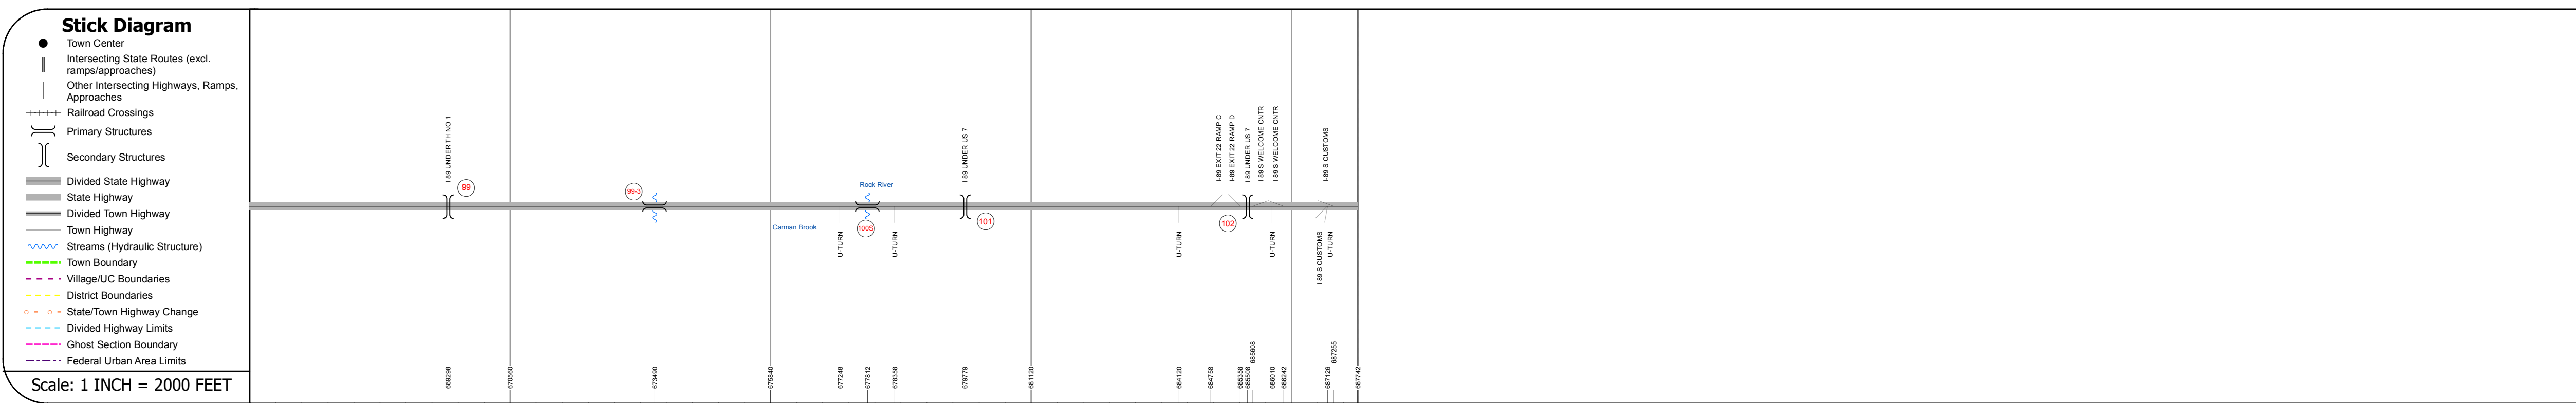 Stick Diagram
Town Center
Intersecting State Routes (excl.
ramps/approaches)
Other Intersecting Highways, Ramps,
Approaches
Railroad Crossings
Primary Structures
Secondary Structures
Divided State Highway
State Highway
Divided Town Highway
Town Highway
Streams (Hydraulic Structure)
Town Boundary
Village/UC Boundaries
District Boundaries
State/Town Highway Change
Divided Highway Limits
Ghost Section Boundary
Federal Urban Area Limits
Scale: 1 INCH = 2000 FEET
I 89 UNDER TH NO 1
I 89 UNDER US 7
I-89 EXIT 22 RAMP C
I-89 EXIT 22 RAMP D
I 89 UNDER US 7
I 89 S WELCOME CNTR
I 89 S WELCOME CNTR
I-89 S CUSTOMS
99
99-3
Rock River
100S
101
102
Carman Brook
U-TURN
U-TURN
U-TURN
U-TURN
I 89 S CUSTOMS
U-TURN
669298
670560
673490
675840
677248
677812
678358
679779
681120
684120
684758
685358
685508
685608
686010
686242
687126
687255
687742